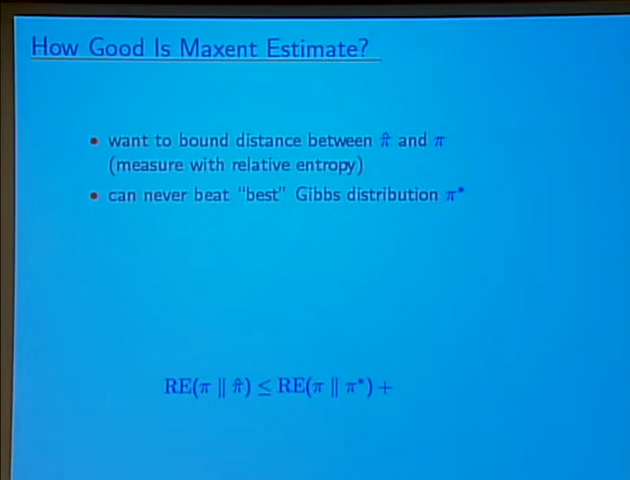 How Good Is Maxent Estimate?
• want to bound distance between π̂ and π
(measure with relative entropy)
• can never beat "best" Gibbs distribution π*
RE(π ∥ π̂) ≤ RE(π ∥ π*) +